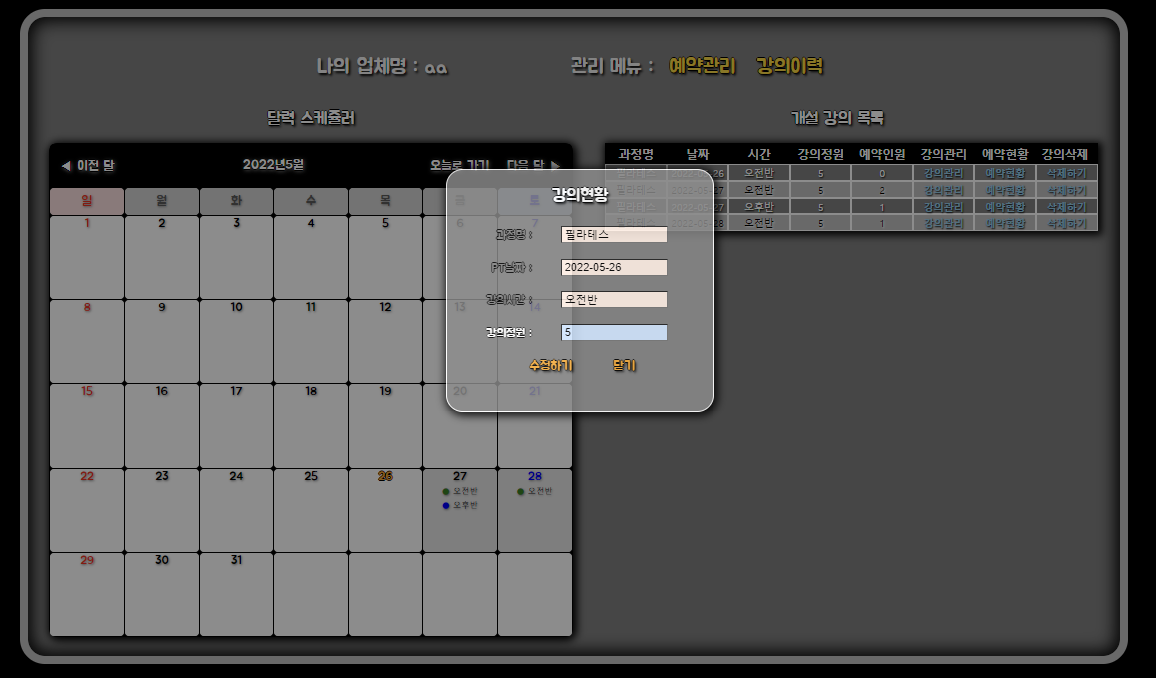 나의 업체명 : aa 관리 메뉴 : 예약관리 강의이력
달력 스케쥴러 개설 강의 목록
◀ 이전 달 2022년5월 오늘로 가기 다음 달 ▶
일 월 화 수 목 금 토
1 2 3 4 5 6 7
8 9 10 11 12 13 14
15 16 17 18 19 20 21
22 23 24 25 26 27 28
오전반 오전반
오후반
29 30 31
과정명 날짜 시간 강의정원 예약인원 강의관리 예약현황 강의삭제
필라테스 2022-05-26 오전반 5 0 강의관리 예약현황 삭제하기
2022-05-27 오전반 5 2 강의관리 예약현황 삭제하기
필라테스 2022-05-27 오후반 5 1 강의관리 예약현황 삭제하기
2022-05-28 오전반 5 1 강의관리 예약현황 삭제하기
강의현황
과정명 : 필라테스
PT날짜 : 2022-05-26
강의시간 : 오전반
강의정원 : 5
수정하기 닫기